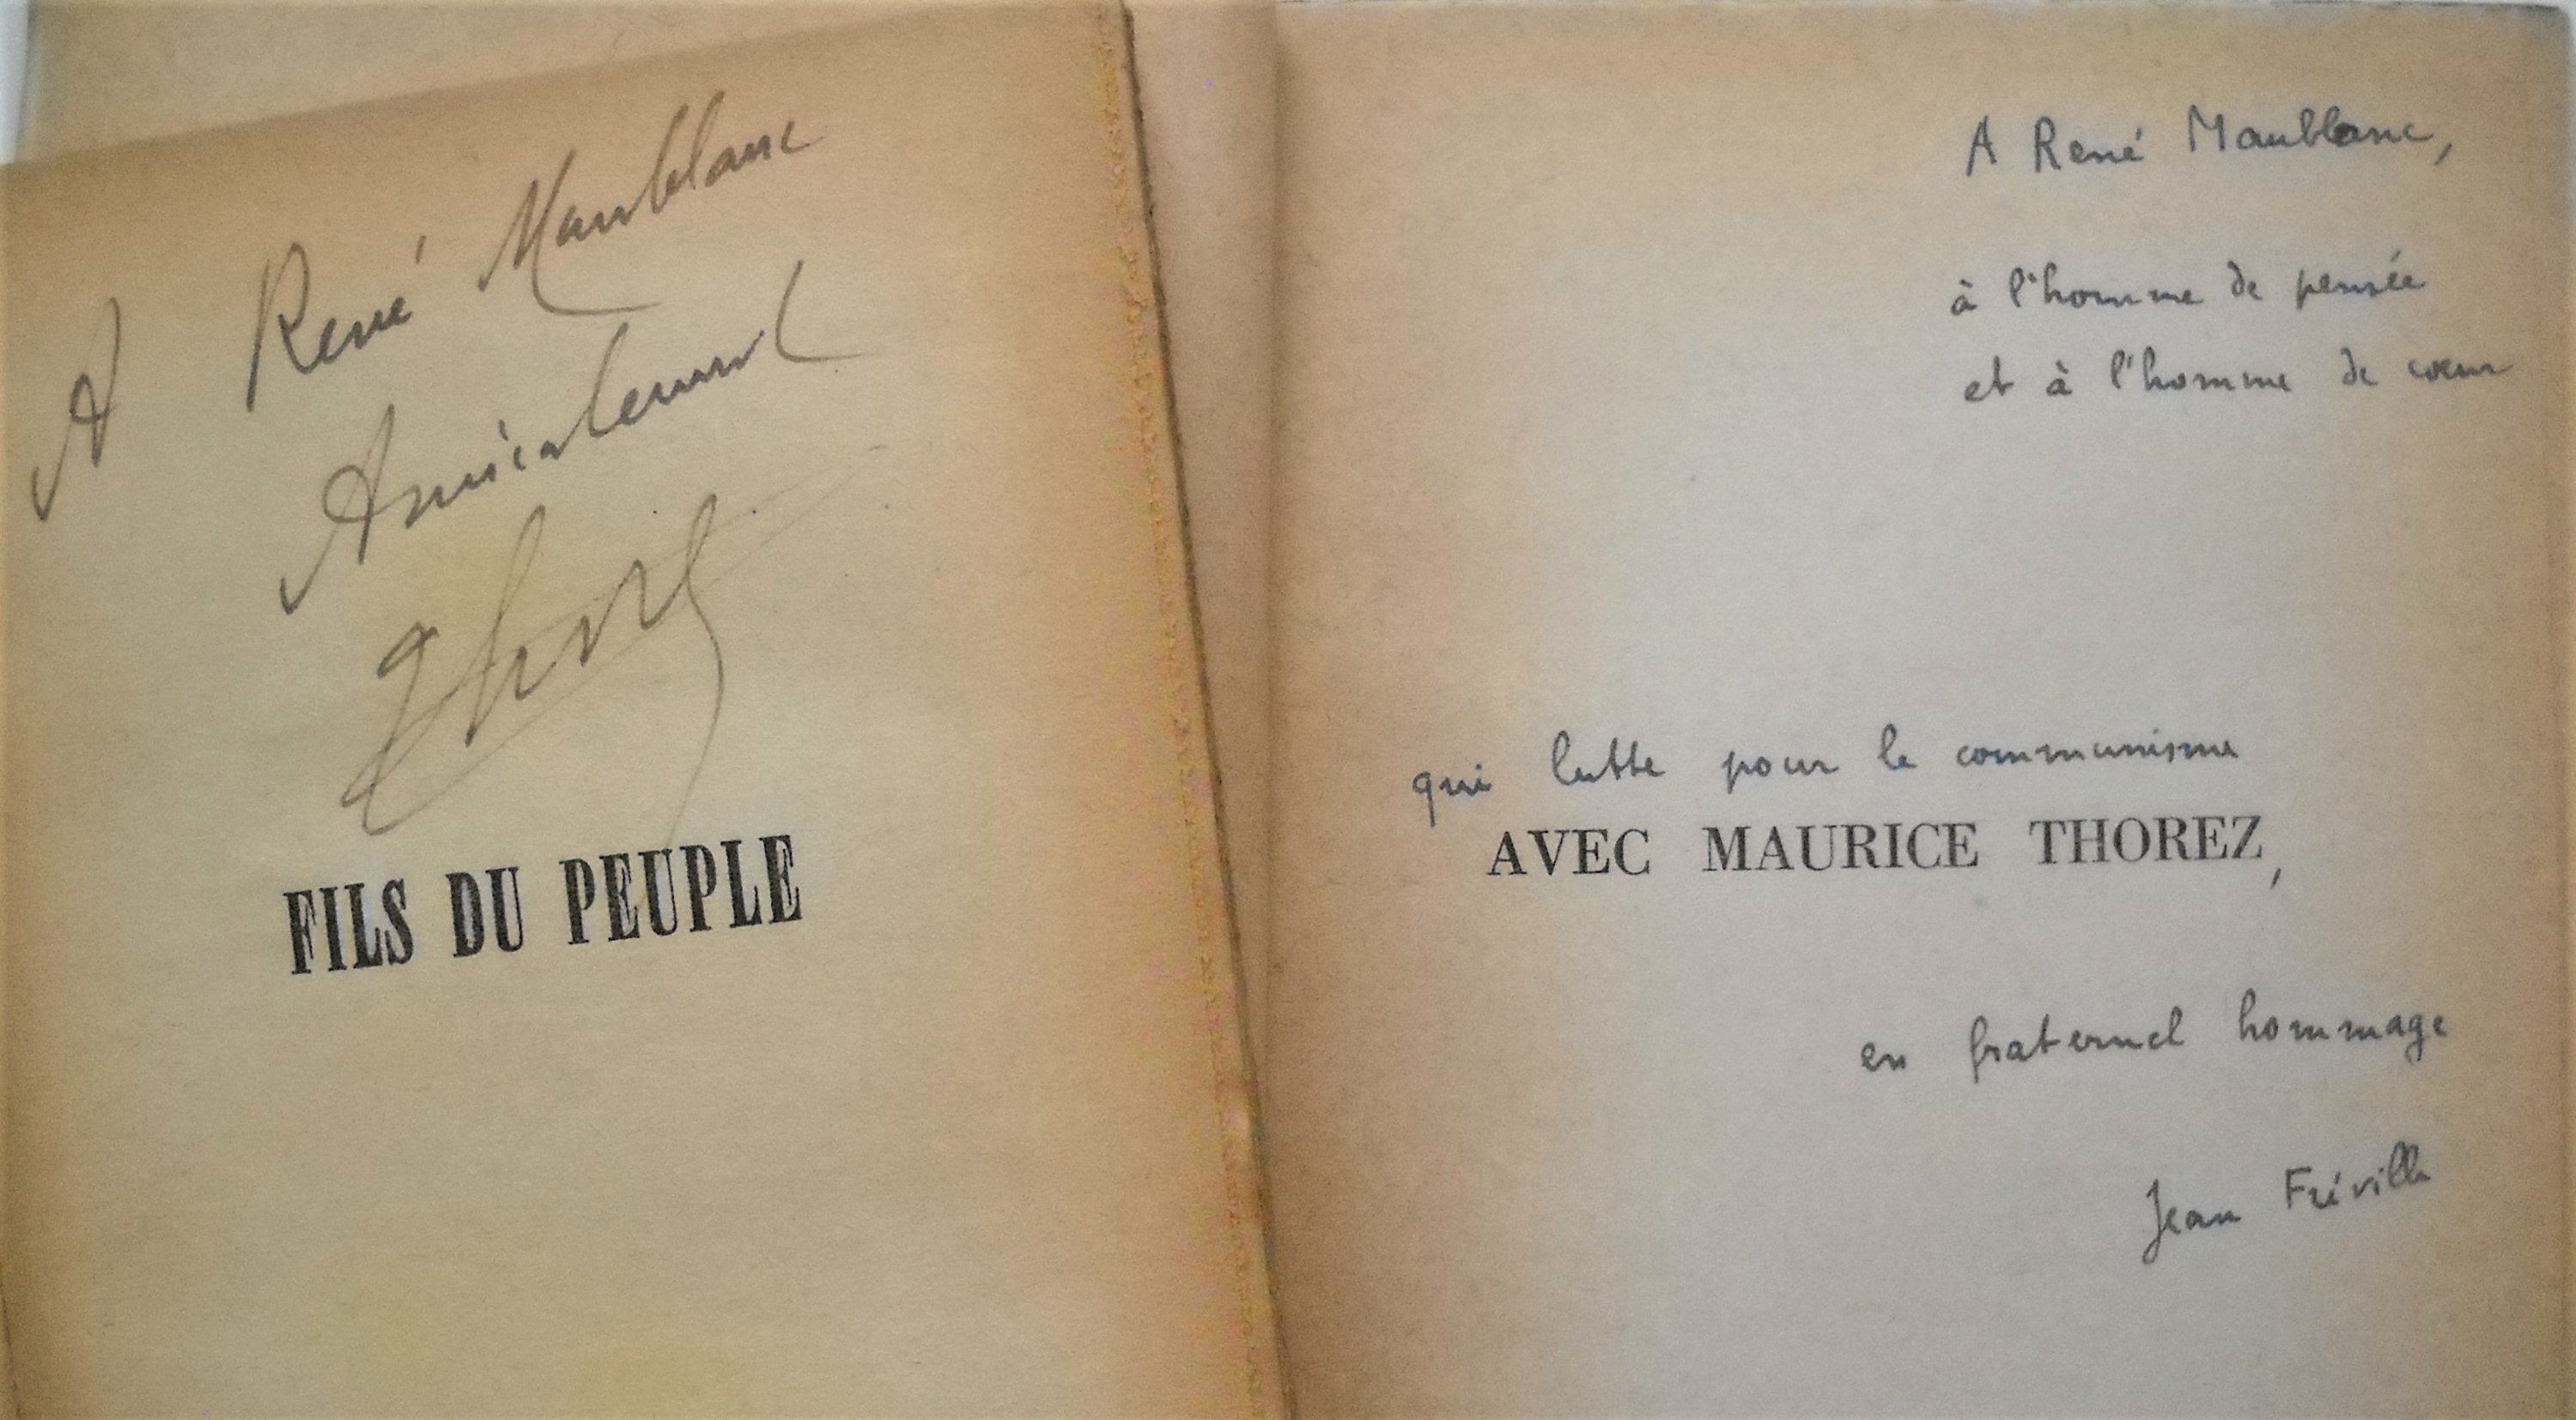 A René Maublanc
Amicalement
Thorez
FILS DU PEUPLE
A René Maublanc,
à l'homme de pensée
et à l'homme de cœur
qui lutte pour le communisme
AVEC MAURICE THOREZ,
en fraternel hommage
Jean Fréville